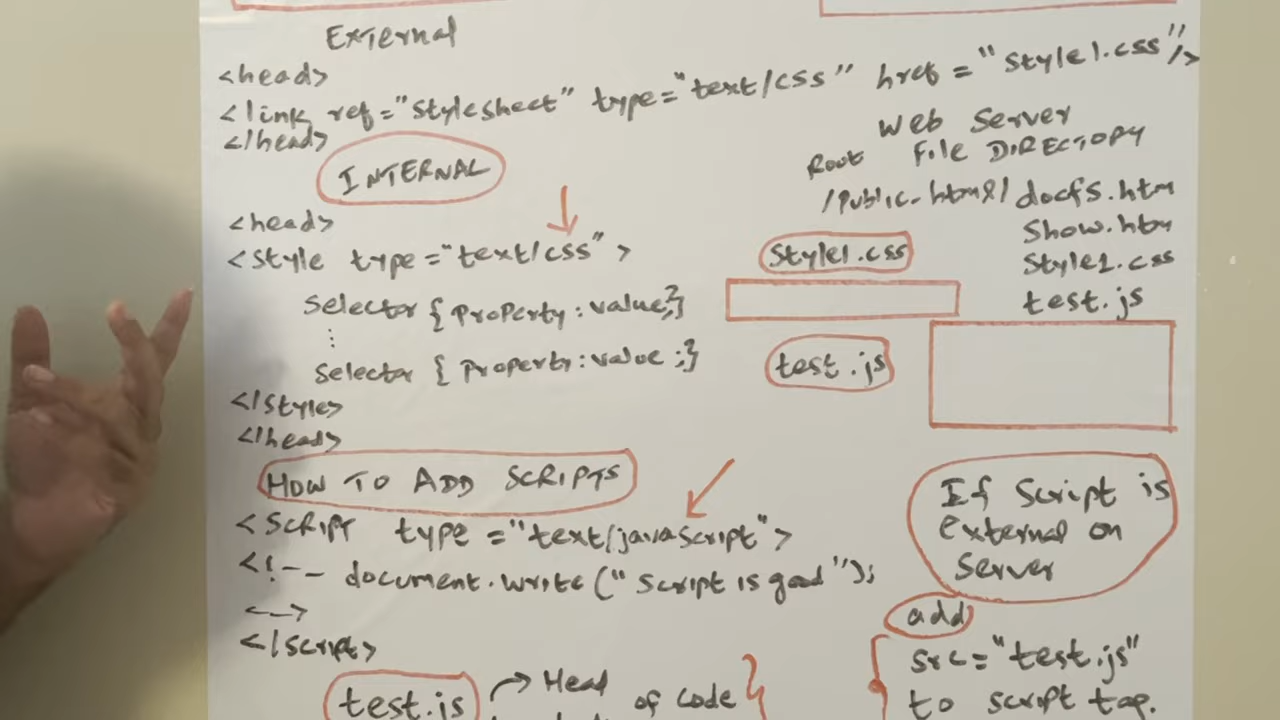 External
<head>
<link ref="stylesheet" type="text/css" href="style1.css"/>
</head>
INTERNAL
<head>
<style type="text/css">
selector { property:value;}
⋮
selector { property:value ;}
</style>
</head>
HOW TO ADD SCRIPTS
<SCRIPT type="text/javascript">
<!-- document.write("script is good");
<-->
</script>
test.js
Head
of code
Web Server
Root File DIRECTORY
/public-html/docfs.htm
show.htm
style1.css
test.js
style1.css
test.js
If script is
external on
server
add
src="test.js"
to script tag.